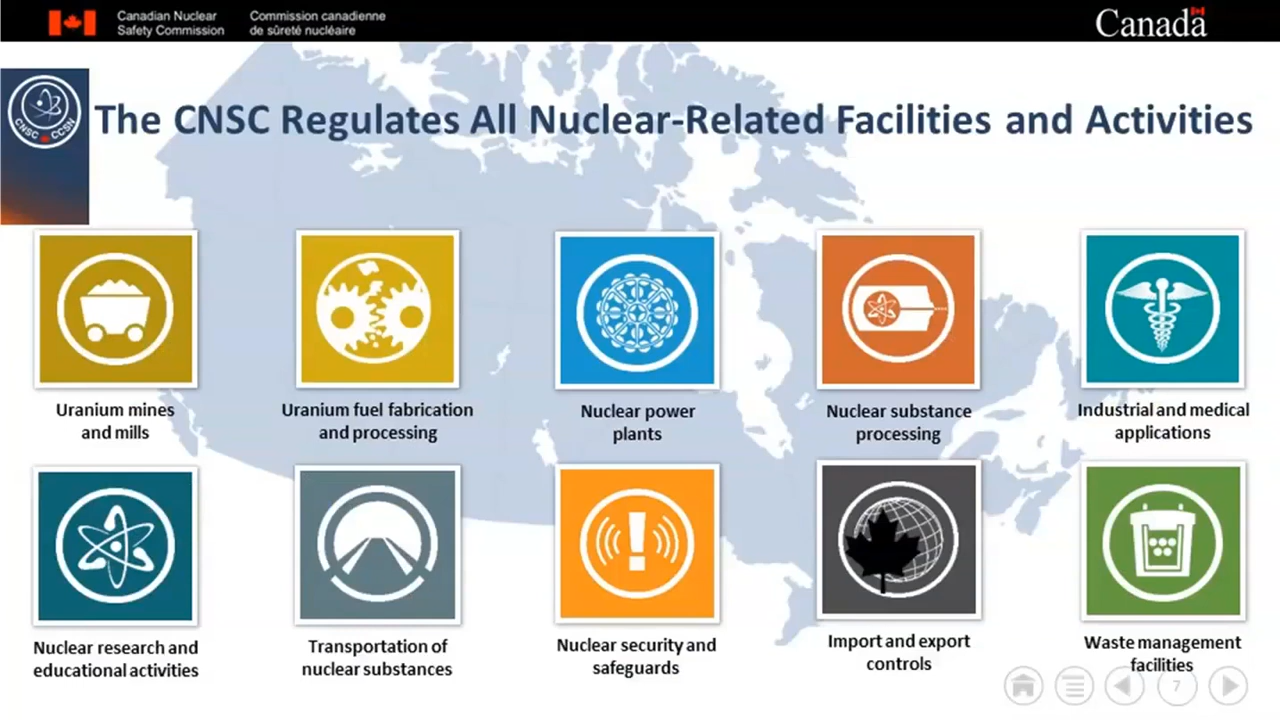 Canadian Nuclear
Safety Commission
Commission canadienne
de sûreté nucléaire
Canada
CNSC CCSN
The CNSC Regulates All Nuclear-Related Facilities and Activities
Uranium mines
and mills
Uranium fuel fabrication
and processing
Nuclear power
plants
Nuclear substance
processing
Industrial and medical
applications
Nuclear research and
educational activities
Transportation of
nuclear substances
Nuclear security and
safeguards
Import and export
controls
Waste management
facilities
7